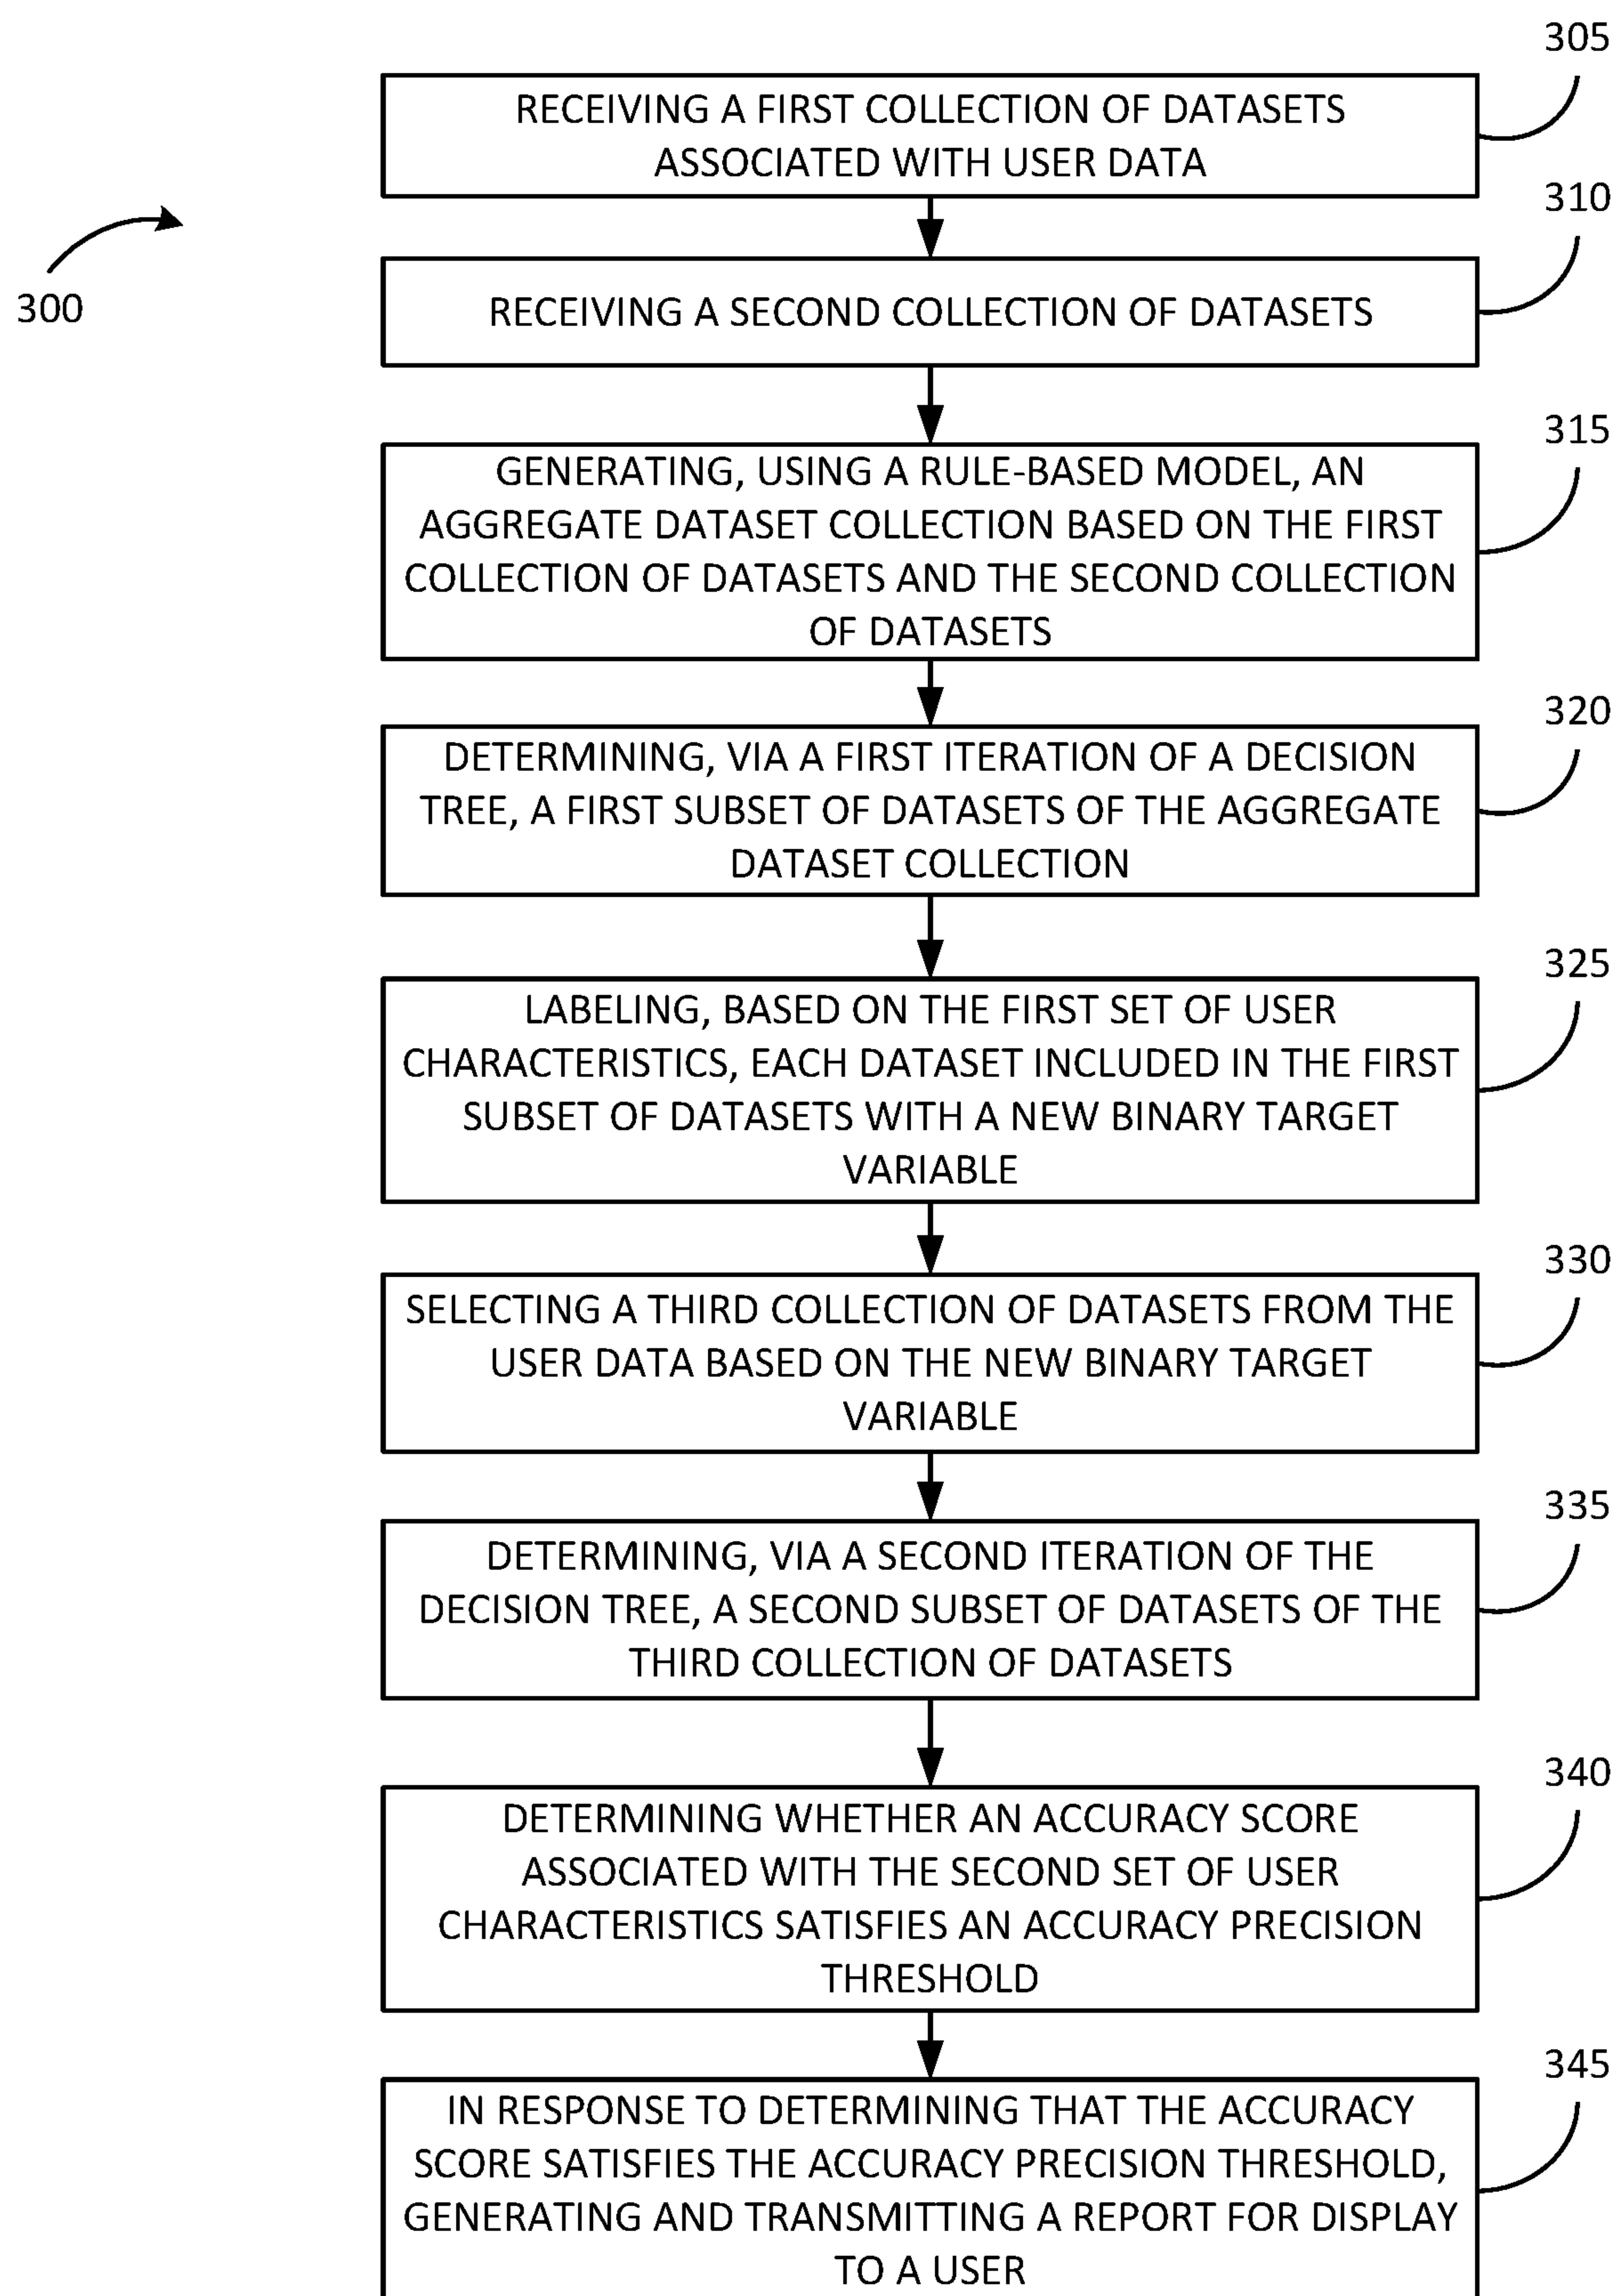 305
RECEIVING A FIRST COLLECTION OF DATASETS
ASSOCIATED WITH USER DATA
310
300
RECEIVING A SECOND COLLECTION OF DATASETS
315
GENERATING, USING A RULE-BASED MODEL, AN
AGGREGATE DATASET COLLECTION BASED ON THE FIRST
COLLECTION OF DATASETS AND THE SECOND COLLECTION
OF DATASETS
320
DETERMINING, VIA A FIRST ITERATION OF A DECISION
TREE, A FIRST SUBSET OF DATASETS OF THE AGGREGATE
DATASET COLLECTION
325
LABELING, BASED ON THE FIRST SET OF USER
CHARACTERISTICS, EACH DATASET INCLUDED IN THE FIRST
SUBSET OF DATASETS WITH A NEW BINARY TARGET
VARIABLE
330
SELECTING A THIRD COLLECTION OF DATASETS FROM THE
USER DATA BASED ON THE NEW BINARY TARGET
VARIABLE
335
DETERMINING, VIA A SECOND ITERATION OF THE
DECISION TREE, A SECOND SUBSET OF DATASETS OF THE
THIRD COLLECTION OF DATASETS
340
DETERMINING WHETHER AN ACCURACY SCORE
ASSOCIATED WITH THE SECOND SET OF USER
CHARACTERISTICS SATISFIES AN ACCURACY PRECISION
THRESHOLD
345
IN RESPONSE TO DETERMINING THAT THE ACCURACY
SCORE SATISFIES THE ACCURACY PRECISION THRESHOLD,
GENERATING AND TRANSMITTING A REPORT FOR DISPLAY
TO A USER